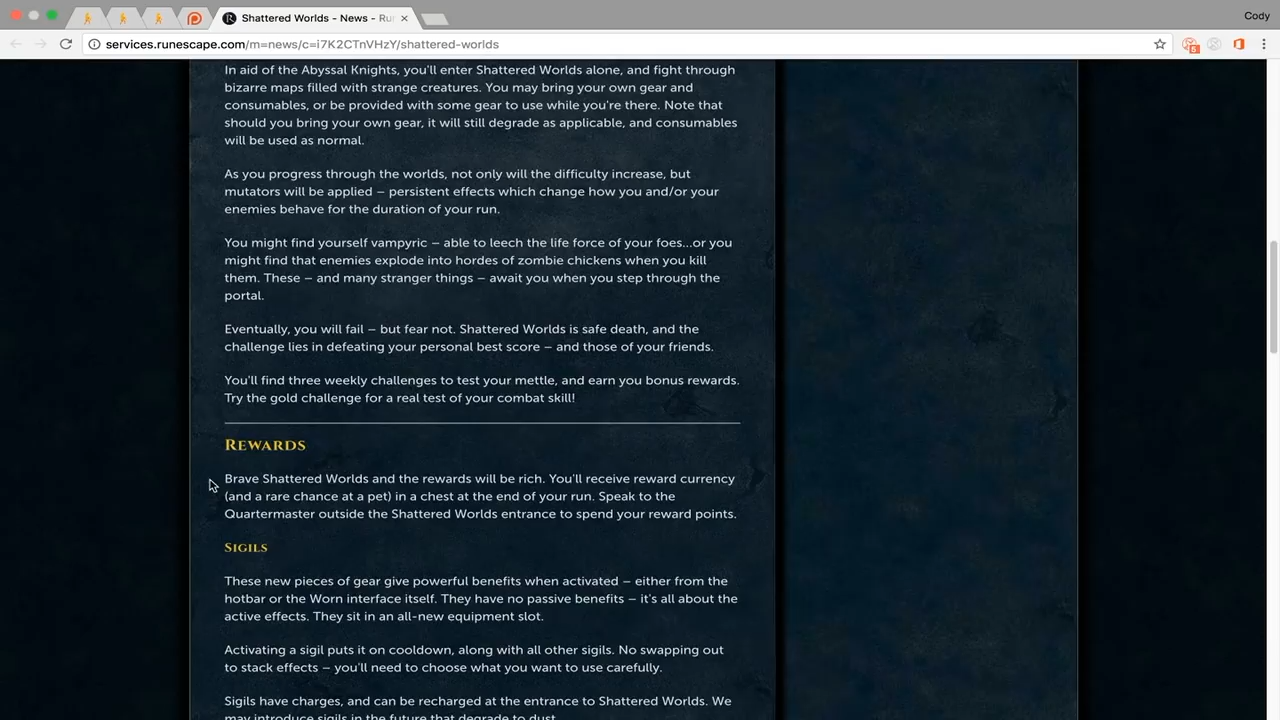 Shattered Worlds - News - Ru
Cody
services.runescape.com/m=news/c=i7K2CTnVHzY/shattered-worlds
5
In aid of the Abyssal Knights, you'll enter Shattered Worlds alone, and fight through
bizarre maps filled with strange creatures. You may bring your own gear and
consumables, or be provided with some gear to use while you're there. Note that
should you bring your own gear, it will still degrade as applicable, and consumables
will be used as normal.
As you progress through the worlds, not only will the difficulty increase, but
mutators will be applied – persistent effects which change how you and/or your
enemies behave for the duration of your run.
You might find yourself vampyric – able to leech the life force of your foes...or you
might find that enemies explode into hordes of zombie chickens when you kill
them. These – and many stranger things – await you when you step through the
portal.
Eventually, you will fail – but fear not. Shattered Worlds is safe death, and the
challenge lies in defeating your personal best score – and those of your friends.
You'll find three weekly challenges to test your mettle, and earn you bonus rewards.
Try the gold challenge for a real test of your combat skill!
REWARDS
Brave Shattered Worlds and the rewards will be rich. You'll receive reward currency
(and a rare chance at a pet) in a chest at the end of your run. Speak to the
Quartermaster outside the Shattered Worlds entrance to spend your reward points.
SIGILS
These new pieces of gear give powerful benefits when activated – either from the
hotbar or the Worn interface itself. They have no passive benefits – it's all about the
active effects. They sit in an all-new equipment slot.
Activating a sigil puts it on cooldown, along with all other sigils. No swapping out
to stack effects – you'll need to choose what you want to use carefully.
Sigils have charges, and can be recharged at the entrance to Shattered Worlds. We
may introduce sigils in the future that degrade to dust.